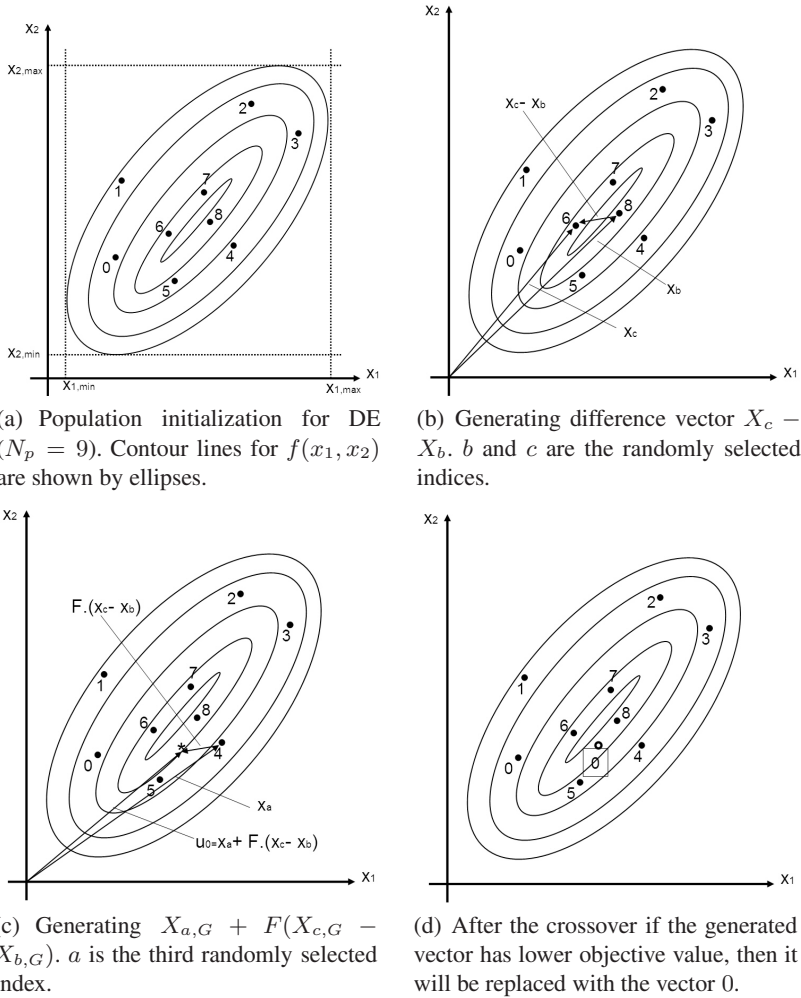 X2
X2,max
2
3
1
7
8
6
0
4
5
X2,min
X1
X1,min
X1,max
(a) Population initialization for DE
(Np = 9). Contour lines for f(x1, x2)
are shown by ellipses.
X2
2
xc- xb
3
1
7
8
6
0
4
5
xb
xc
X1
(b) Generating difference vector Xc −
Xb. b and c are the randomly selected
indices.
X2
F.(xc- xb)
2
3
1
7
8
6
*
0
4
5
xa
u0=xa+ F.(xc- xb)
X1
(c) Generating Xa,G + F(Xc,G −
Xb,G). a is the third randomly selected
index.
X2
2
3
1
7
8
6
0
4
0
5
X1
(d) After the crossover if the generated
vector has lower objective value, then it
will be replaced with the vector 0.